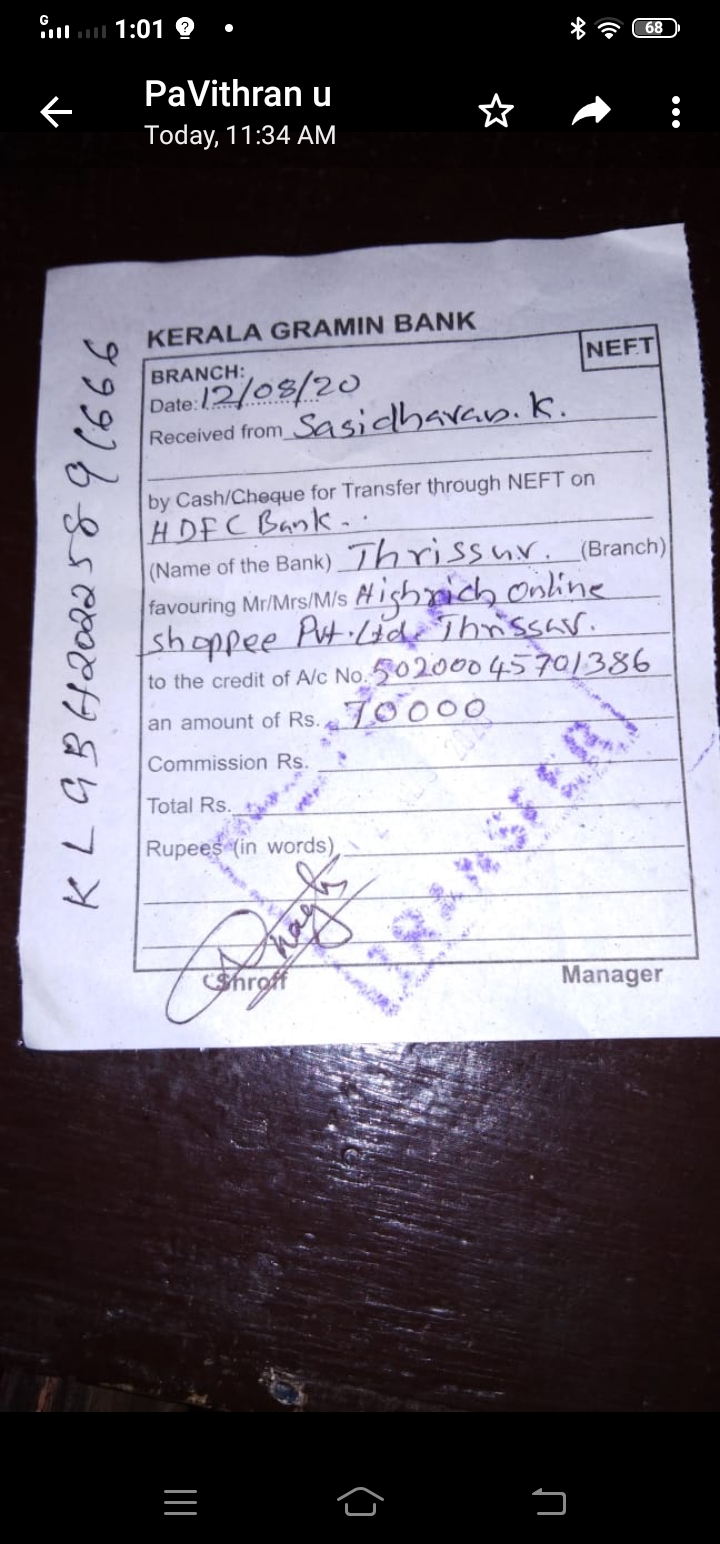 G
1:01
68
PaVithran u
Today, 11:34 AM
KERALA GRAMIN BANK
NEFT
BRANCH:
Date: 12/08/20
Received from Sasidharan. K.
by Cash/Cheque for Transfer through NEFT on
HDFC Bank..
(Name of the Bank) Thrissur. (Branch)
favouring Mr/Mrs/M/s Highrich Online
shoppee Pvt.Ltd. Thrissur.
to the credit of A/c No. 50200045701386
an amount of Rs. 70000
Commission Rs.
Total Rs.
Rupees (in words)
Shroff
Manager
TRANSFER